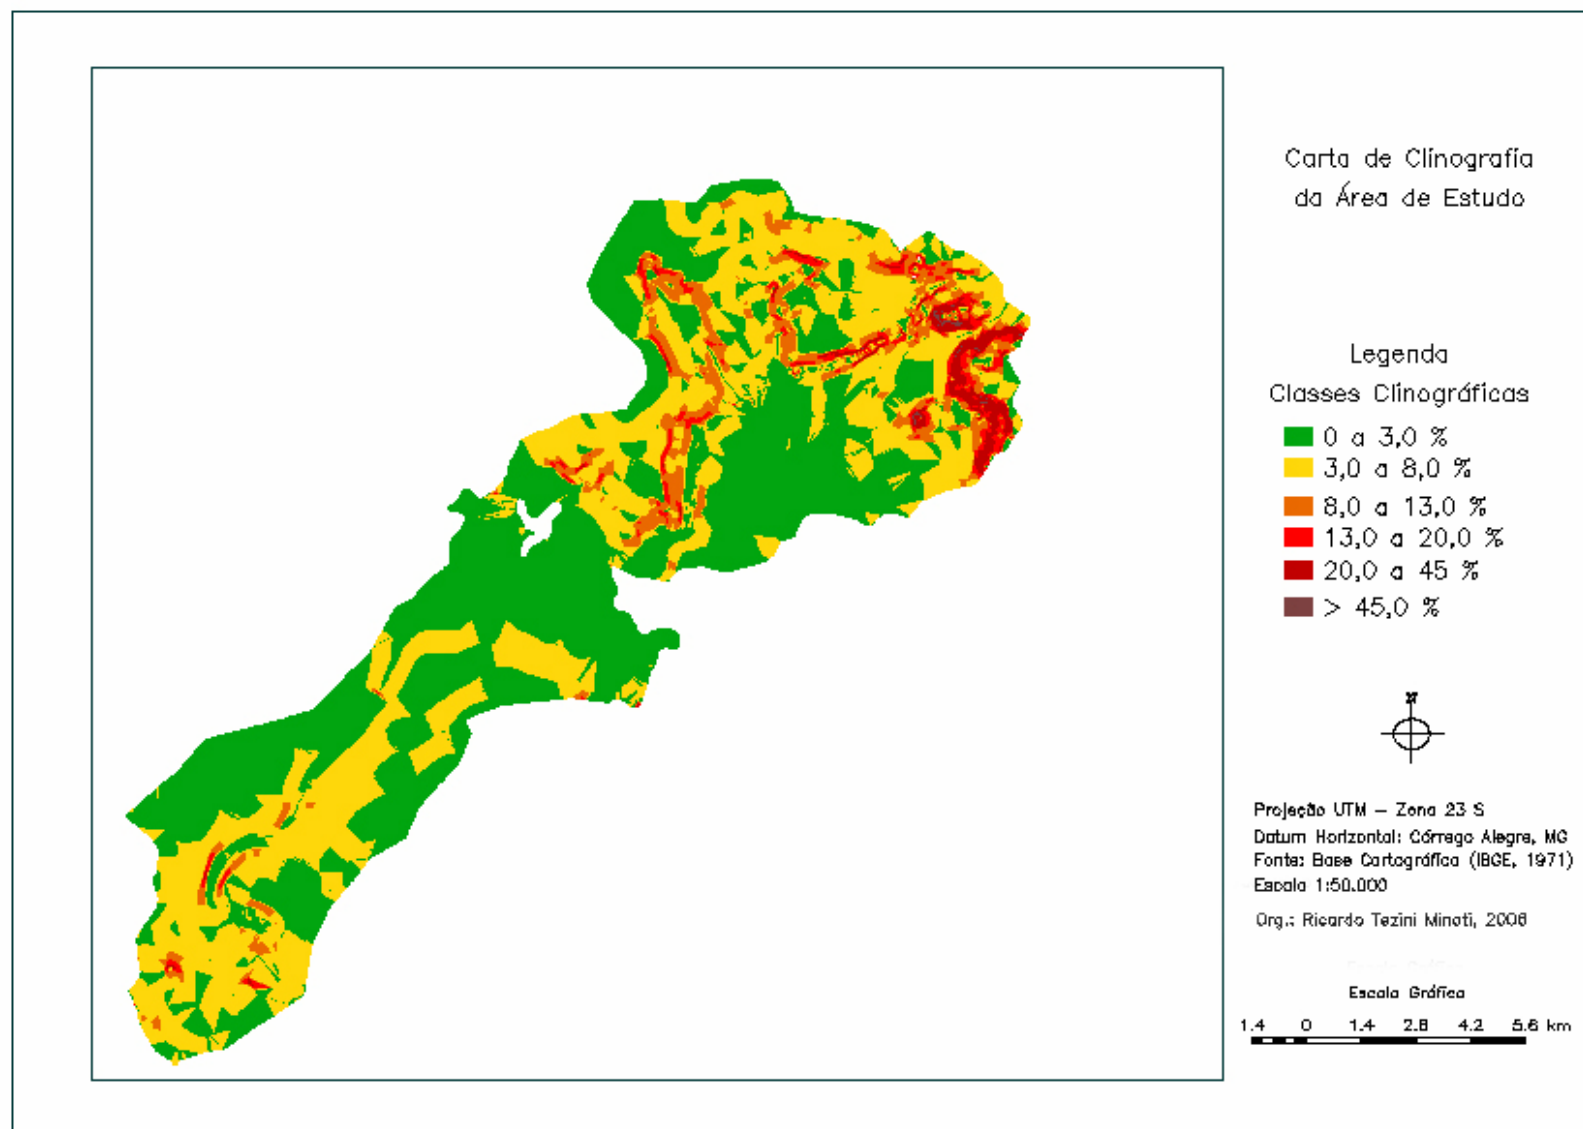 Carta de Clinografia
da Área de Estudo
Legenda
Classes Clinográficas
0 a 3,0 %
3,0 a 8,0 %
8,0 a 13,0 %
13,0 a 20,0 %
20,0 a 45 %
> 45,0 %
N
Projeção UTM – Zona 23 S
Datum Horizontal: Córrego Alegre, MG
Fonte: Base Cartográfica (IBGE, 1971)
Escala 1:50.000
Org.: Ricardo Tezini Minoti, 2006
Escala Gráfica
1.4 0 1.4 2.8 4.2 5.6 km